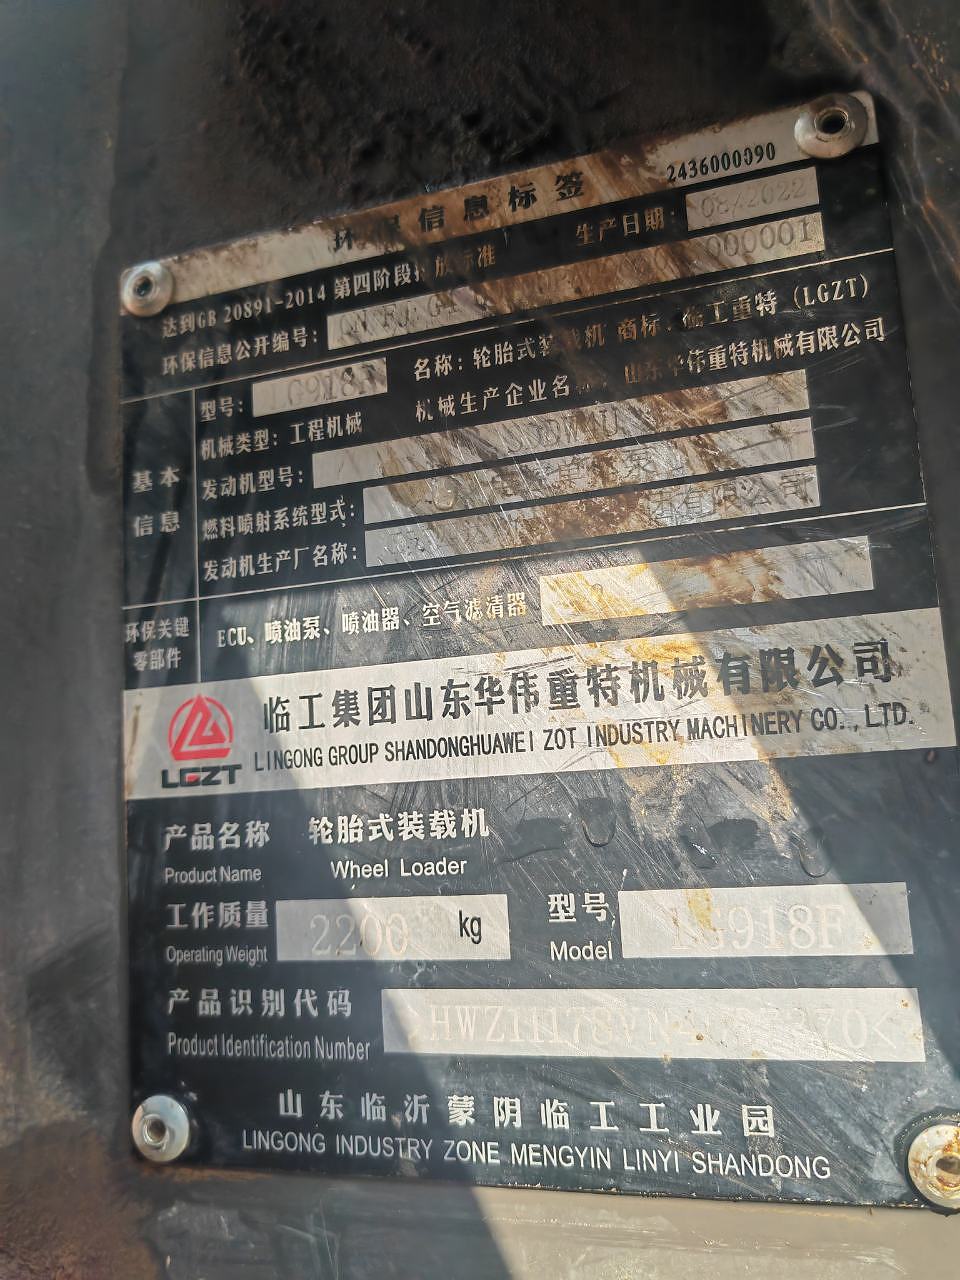 2436000090
环保信息标签
达到GB 20891-2014 第四阶段排放标准 生产日期: 08/2022
环保信息公开编号: 000001
型号: LG918F 名称: 轮胎式装载机 商标: 临工重特 (LGZT)
机械类型: 工程机械 机械生产企业名 山东华伟重特机械有限公司
基本
信息
发动机型号:
燃料喷射系统型式: 泵
发动机生产厂名称: 有限公司
环保关键
零部件
ECU、喷油泵、喷油器、空气滤清器
LGZT
临工集团山东华伟重特机械有限公司
LINGONG GROUP SHANDONGHUAWEI ZOT INDUSTRY MACHINERY CO., LTD.
产品名称 轮胎式装载机
Product Name Wheel Loader
工作质量 2200 kg 型号 LG918F
Operating Weight Model
产品识别代码
Product Identification Number
山东临沂蒙阴临工工业园
LINGONG INDUSTRY ZONE MENGYIN LINYI SHANDONG